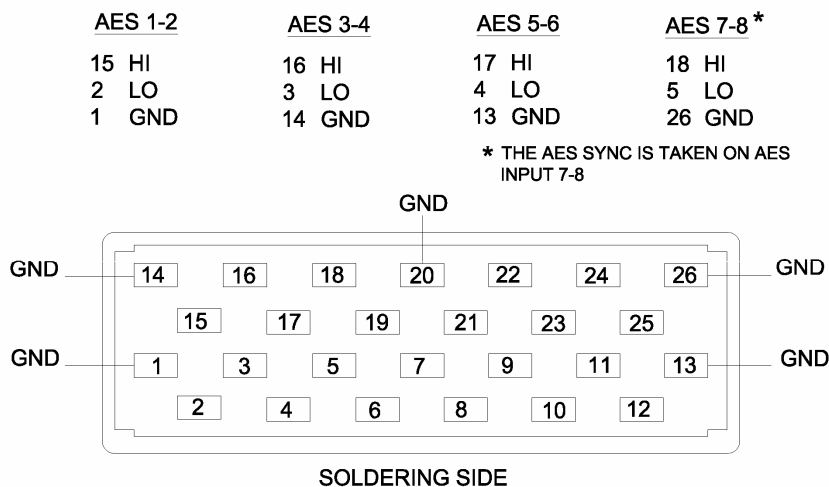 AES 1-2 AES 3-4 AES 5-6 AES 7-8 *
15 HI 16 HI 17 HI 18 HI
2 LO 3 LO 4 LO 5 LO
1 GND 14 GND 13 GND 26 GND
* THE AES SYNC IS TAKEN ON AES
INPUT 7-8
GND
GND 14 16 18 20 22 24 26 GND
15 17 19 21 23 25
GND 1 3 5 7 9 11 13 GND
2 4 6 8 10 12
SOLDERING SIDE